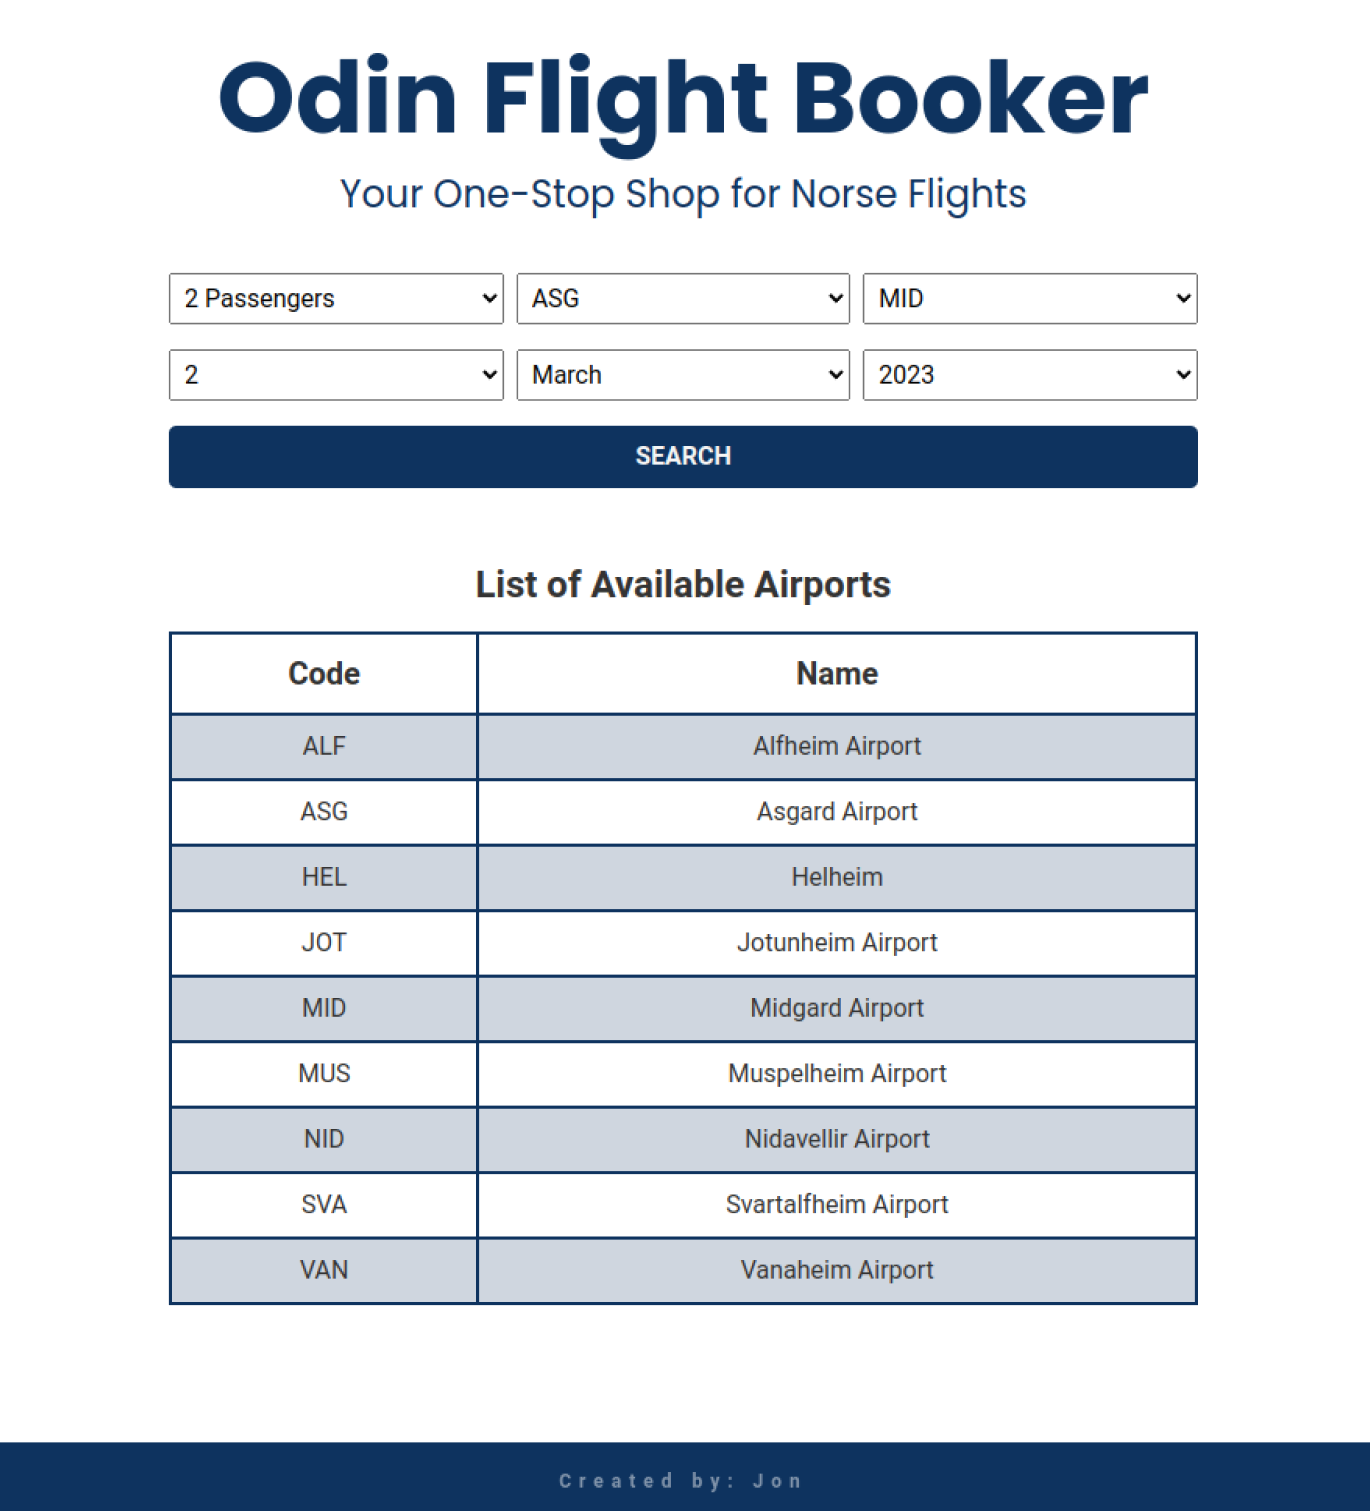 Odin Flight Booker
Your One-Stop Shop for Norse Flights
2 Passengers ASG MID
2 March 2023
SEARCH
List of Available Airports
Code Name
ALF Alfheim Airport
ASG Asgard Airport
HEL Helheim
JOT Jotunheim Airport
MID Midgard Airport
MUS Muspelheim Airport
NID Nidavellir Airport
SVA Svartalfheim Airport
VAN Vanaheim Airport
Created by: Jon